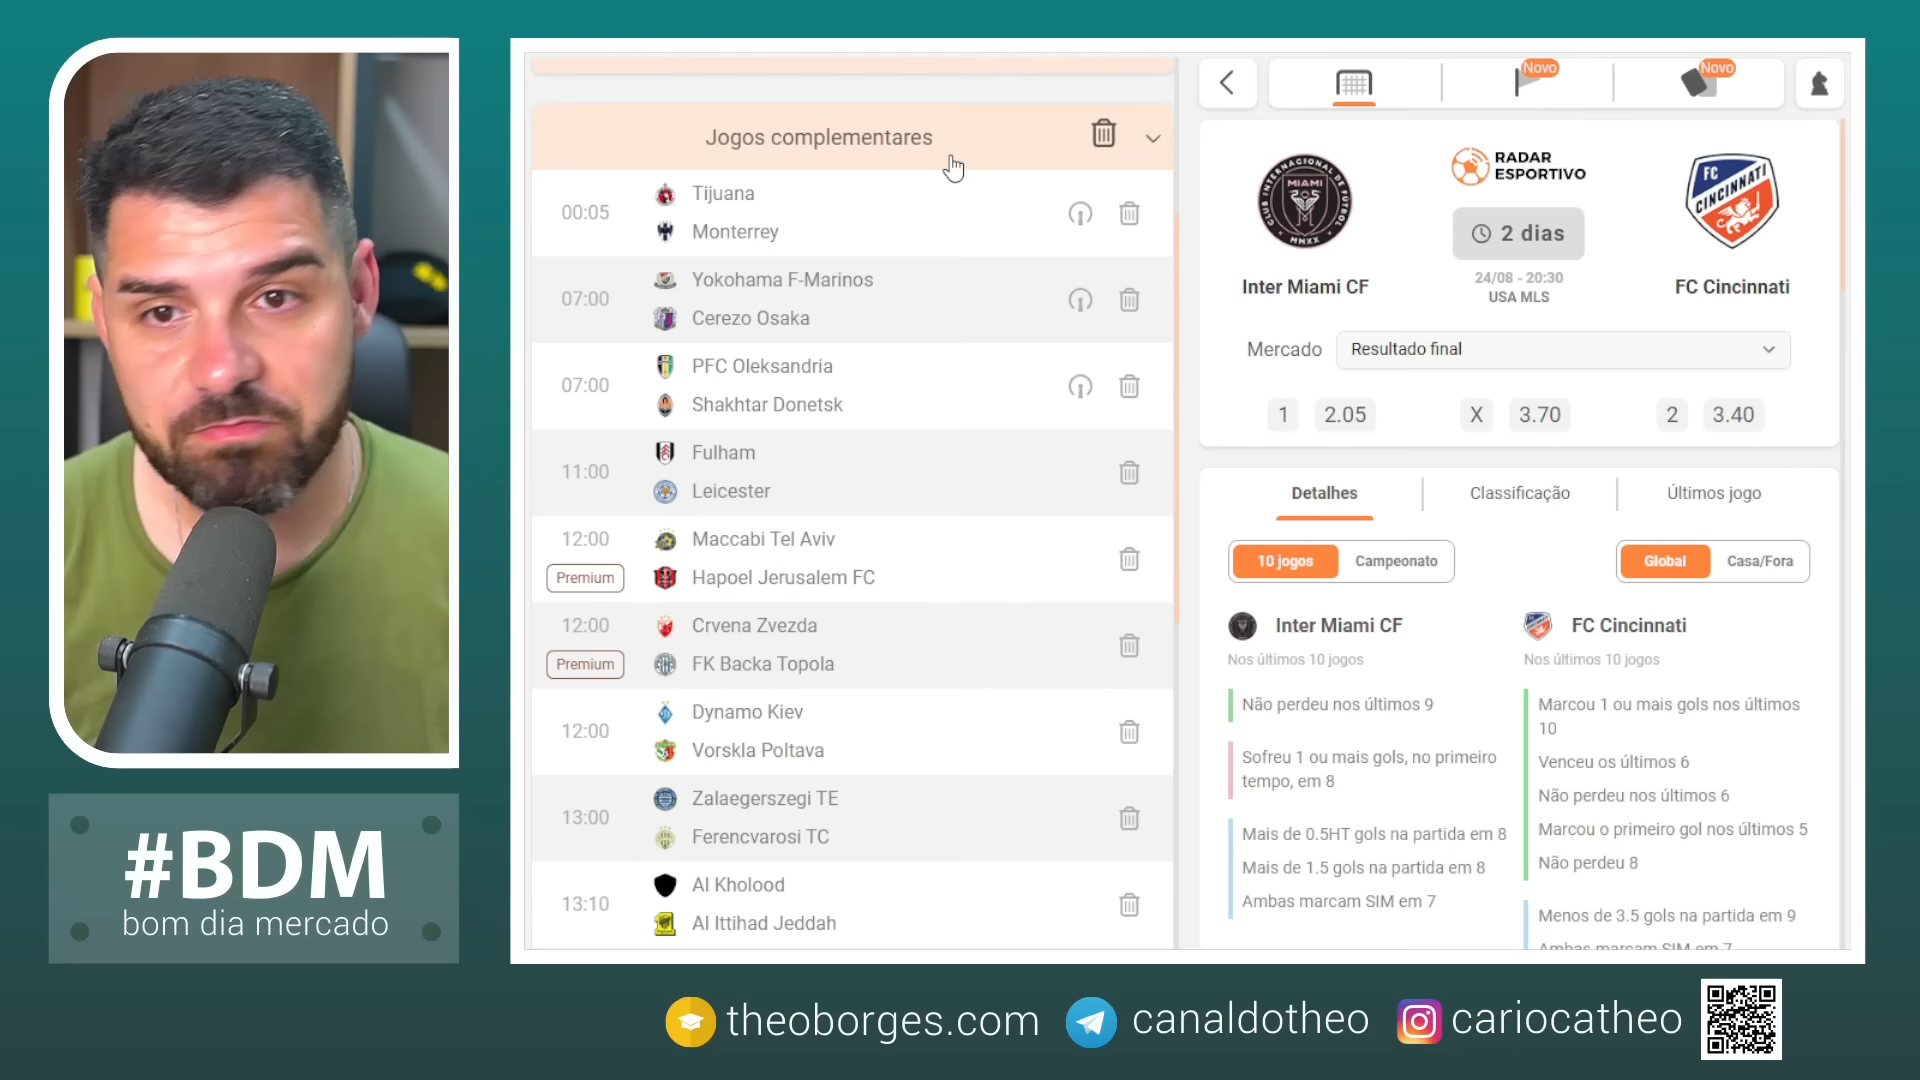 Jogos complementares
00:05
Tijuana
Monterrey
07:00
Yokohama F-Marinos
Cerezo Osaka
07:00
PFC Oleksandria
Shakhtar Donetsk
11:00
Fulham
Leicester
12:00
Premium
Maccabi Tel Aviv
Hapoel Jerusalem FC
12:00
Premium
Crvena Zvezda
FK Backa Topola
12:00
Dynamo Kiev
Vorskla Poltava
13:00
Zalaegerszegi TE
Ferencvarosi TC
13:10
Al Kholood
Al Ittihad Jeddah
Novo
Novo
RADAR
ESPORTIVO
MIAMI
MMXX
FC
CINCINNATI
2 dias
Inter Miami CF
24/08 - 20:30
USA MLS
FC Cincinnati
Mercado
Resultado final
1 2.05
X 3.70
2 3.40
Detalhes
Classificação
Últimos jogo
10 jogos
Campeonato
Global
Casa/Fora
Inter Miami CF
Nos últimos 10 jogos
Não perdeu nos últimos 9
Sofreu 1 ou mais gols, no primeiro
tempo, em 8
Mais de 0.5HT gols na partida em 8
Mais de 1.5 gols na partida em 8
Ambas marcam SIM em 7
FC Cincinnati
Nos últimos 10 jogos
Marcou 1 ou mais gols nos últimos
10
Venceu os últimos 6
Não perdeu nos últimos 6
Marcou o primeiro gol nos últimos 5
Não perdeu 8
Menos de 3.5 gols na partida em 9
Ambas marcam SIM em 7
#BDM
bom dia mercado
theoborges.com
canaldotheo
cariocatheo